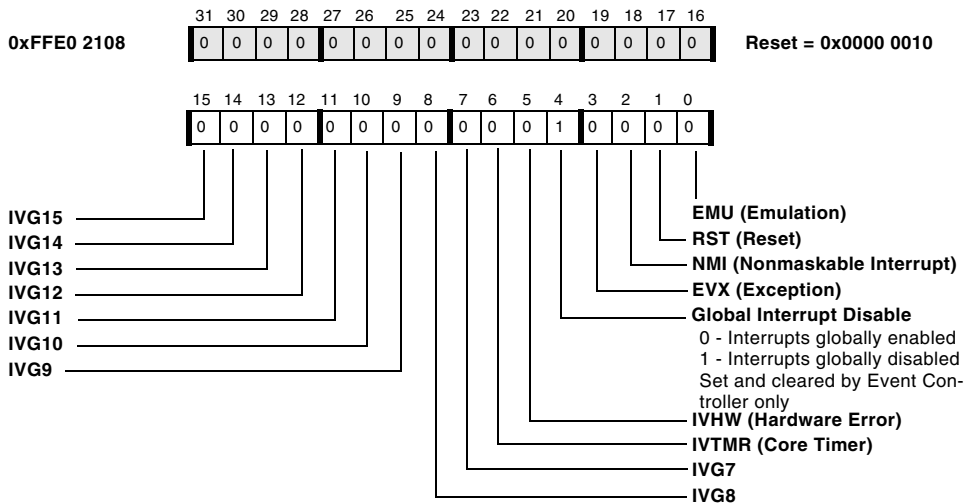 31 30 29 28 27 26 25 24 23 22 21 20 19 18 17 16
0xFFE0 2108 0 0 0 0 0 0 0 0 0 0 0 0 0 0 0 0 Reset = 0x0000 0010
15 14 13 12 11 10 9 8 7 6 5 4 3 2 1 0
0 0 0 0 0 0 0 0 0 0 0 1 0 0 0 0
IVG15
IVG14
IVG13
IVG12
IVG11
IVG10
IVG9
EMU (Emulation)
RST (Reset)
NMI (Nonmaskable Interrupt)
EVX (Exception)
Global Interrupt Disable
0 - Interrupts globally enabled
1 - Interrupts globally disabled
Set and cleared by Event Con-
troller only
IVHW (Hardware Error)
IVTMR (Core Timer)
IVG7
IVG8